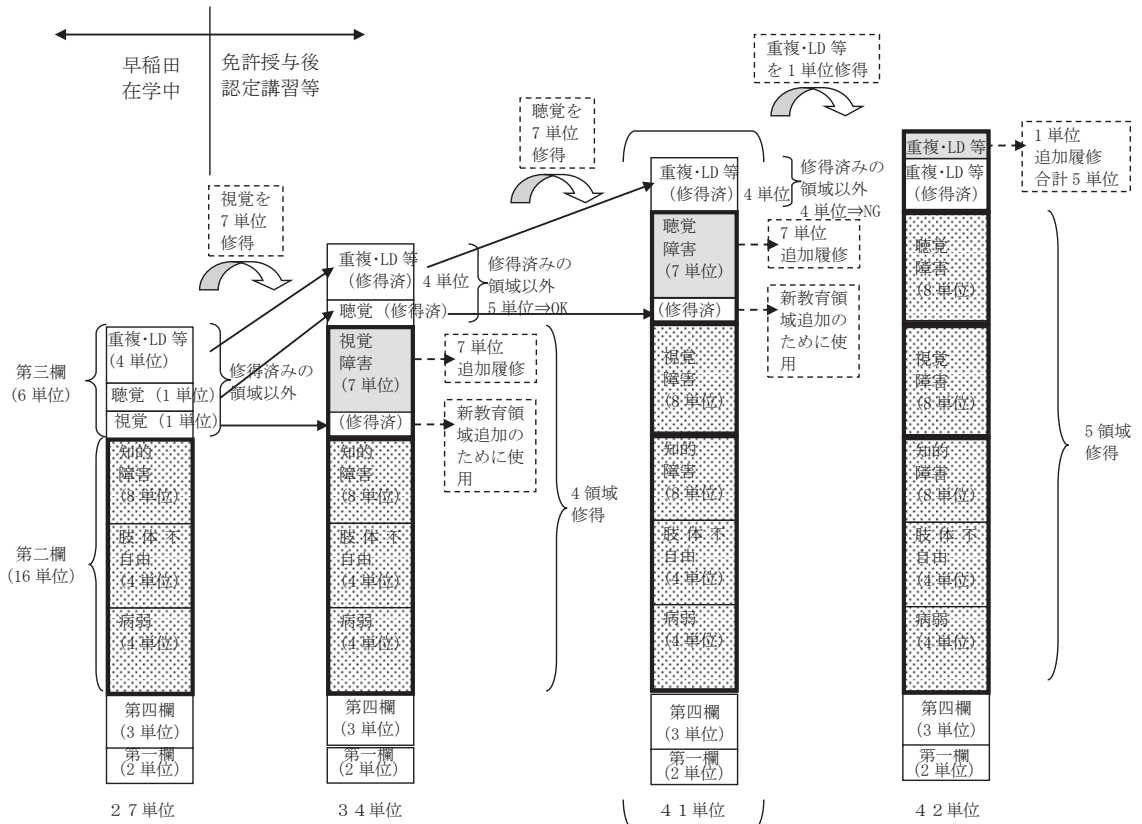 早稲田
在学中
免許授与後
認定講習等
視覚を
7 単位
修得
聴覚を
7 単位
修得
重複・LD 等
を 1 単位修得
第三欄
(6 単位)
第二欄
(16 単位)
重複・LD 等
(4 単位)
聴覚 (1 単位)
視覚 (1 単位)
修得済みの
領域以外
知的
障害
(8 単位)
肢 体 不
自由
(4 単位)
病弱
(4 単位)
第四欄
(3 単位)
第一欄
(2 単位)
2 7 単位
重複・LD 等
(修得済)
4 単位
聴覚 (修得済)
修得済みの
領域以外
5 単位⇒OK
視覚
障害
(7 単位)
(修得済)
7 単位
追加履修
新教育領
域追加の
ために使
用
知的
障害
(8 単位)
肢 体 不
自由
(4 単位)
病弱
(4 単位)
4 領域
修得
第四欄
(3 単位)
第一欄
(2 単位)
3 4 単位
重複・LD 等
(修得済)
4 単位
修得済みの
領域以外
4 単位⇒NG
聴覚
障害
(7 単位)
(修得済)
7 単位
追加履修
新教育領
域追加の
ために使
用
視覚
障害
(8 単位)
知的
障害
(8 単位)
肢 体 不
自由
(4 単位)
病弱
(4 単位)
第四欄
(3 単位)
第一欄
(2 単位)
4 1 単位
重複・LD 等
重複・LD 等
(修得済)
1 単位
追加履修
合計 5 単位
聴覚
障害
(8 単位)
視覚
障害
(8 単位)
知的
障害
(8 単位)
肢 体 不
自由
(4 単位)
病弱
(4 単位)
5 領域
修得
第四欄
(3 単位)
第一欄
(2 単位)
4 2 単位